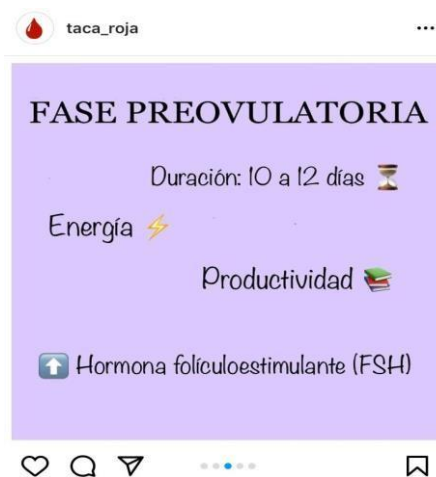 taca_roja
FASE PREOVULATORIA
Duración: 10 a 12 días
Energía
Productividad
Hormona folículoestimulante (FSH)